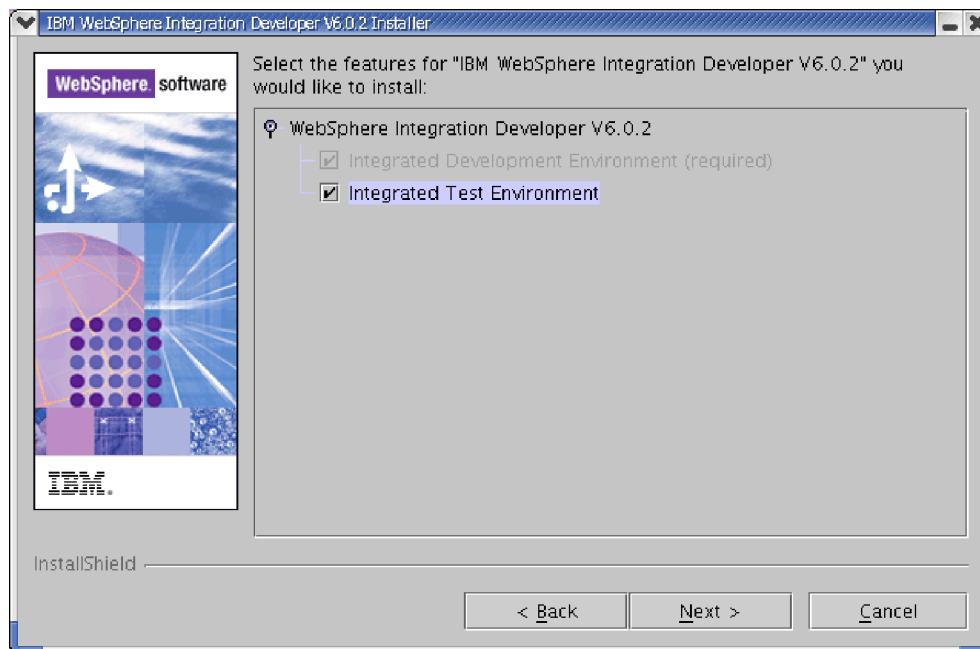 IBM WebSphere Integration Developer V6.0.2 Installer
WebSphere. software
Select the features for "IBM WebSphere Integration Developer V6.0.2" you
would like to install:
WebSphere Integration Developer V6.0.2
Integrated Development Environment (required)
Integrated Test Environment
IBM.
InstallShield
< Back
Next >
Cancel